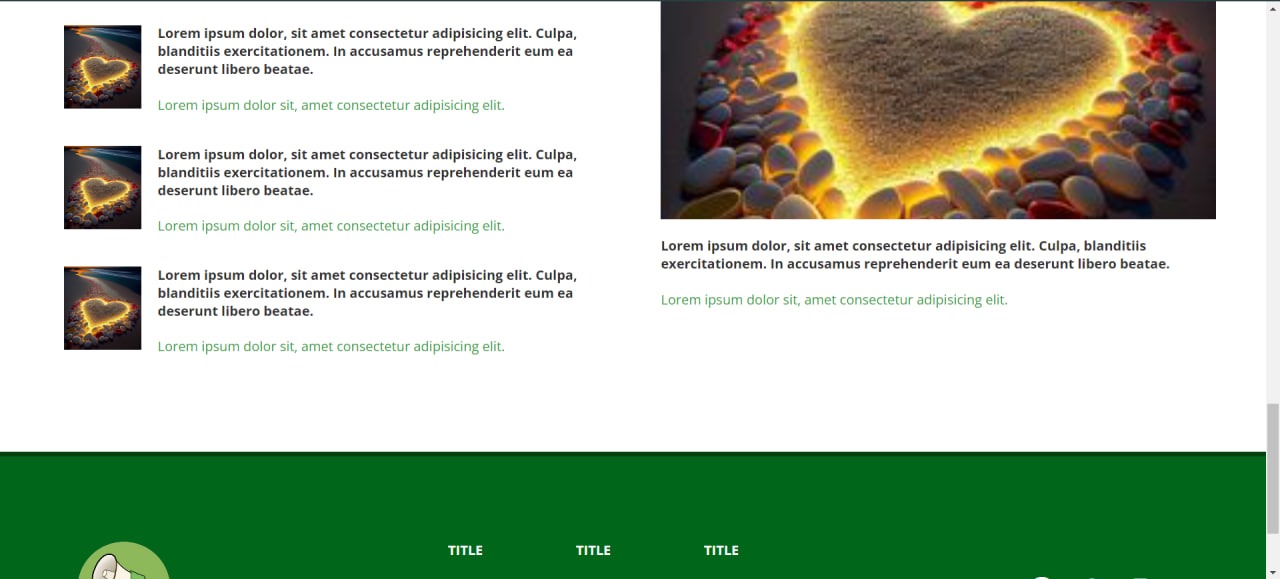 Lorem ipsum dolor, sit amet consectetur adipisicing elit. Culpa,
blanditiis exercitationem. In accusamus reprehenderit eum ea
deserunt libero beatae.
Lorem ipsum dolor sit, amet consectetur adipisicing elit.
Lorem ipsum dolor, sit amet consectetur adipisicing elit. Culpa,
blanditiis exercitationem. In accusamus reprehenderit eum ea
deserunt libero beatae.
Lorem ipsum dolor sit, amet consectetur adipisicing elit.
Lorem ipsum dolor, sit amet consectetur adipisicing elit. Culpa,
blanditiis exercitationem. In accusamus reprehenderit eum ea
deserunt libero beatae.
Lorem ipsum dolor sit, amet consectetur adipisicing elit.
Lorem ipsum dolor, sit amet consectetur adipisicing elit. Culpa, blanditiis
exercitationem. In accusamus reprehenderit eum ea deserunt libero beatae.
Lorem ipsum dolor sit, amet consectetur adipisicing elit.
TITLE TITLE TITLE